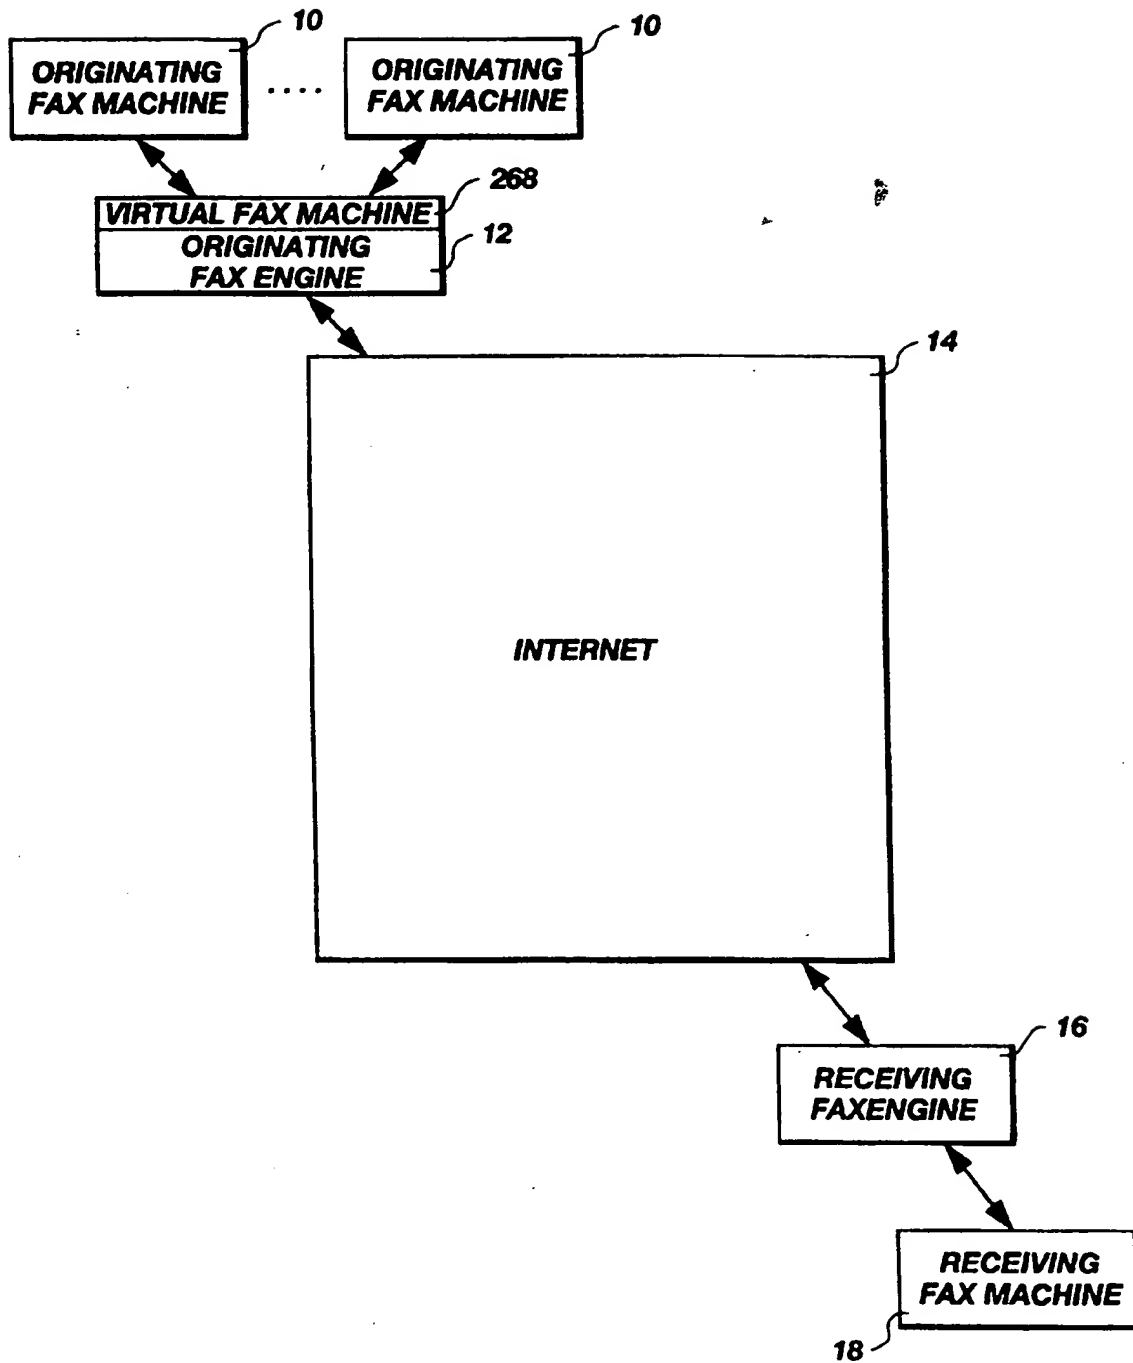 10
10
ORIGINATING
FAX MACHINE
....
ORIGINATING
FAX MACHINE
268
VIRTUAL FAX MACHINE
12
ORIGINATING
FAX ENGINE
14
INTERNET
16
RECEIVING
FAXENGINE
RECEIVING
FAX MACHINE
18